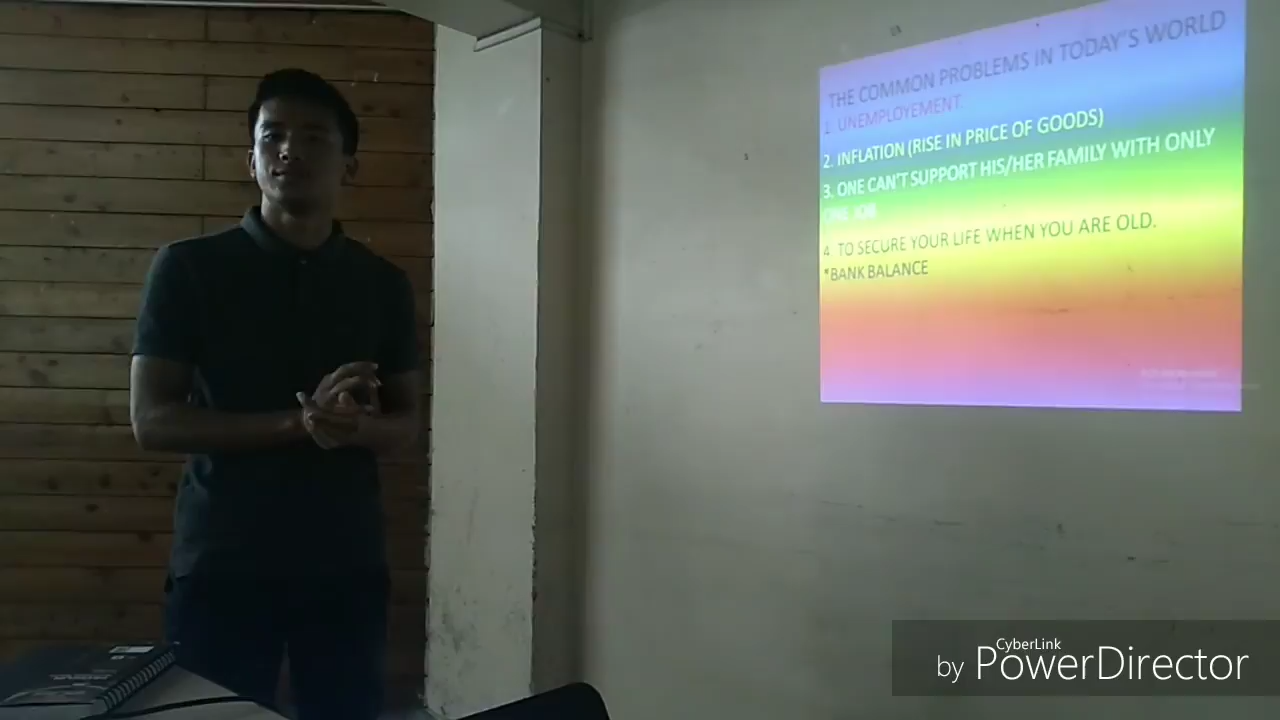 THE COMMON PROBLEMS IN TODAY'S WORLD
1. UNEMPLOYEMENT
2. INFLATION (RISE IN PRICE OF GOODS)
3. ONE CAN'T SUPPORT HIS/HER FAMILY WITH ONLY
ONE JOB
4. TO SECURE YOUR LIFE WHEN YOU ARE OLD.
*BANK BALANCE
CyberLink
by PowerDirector